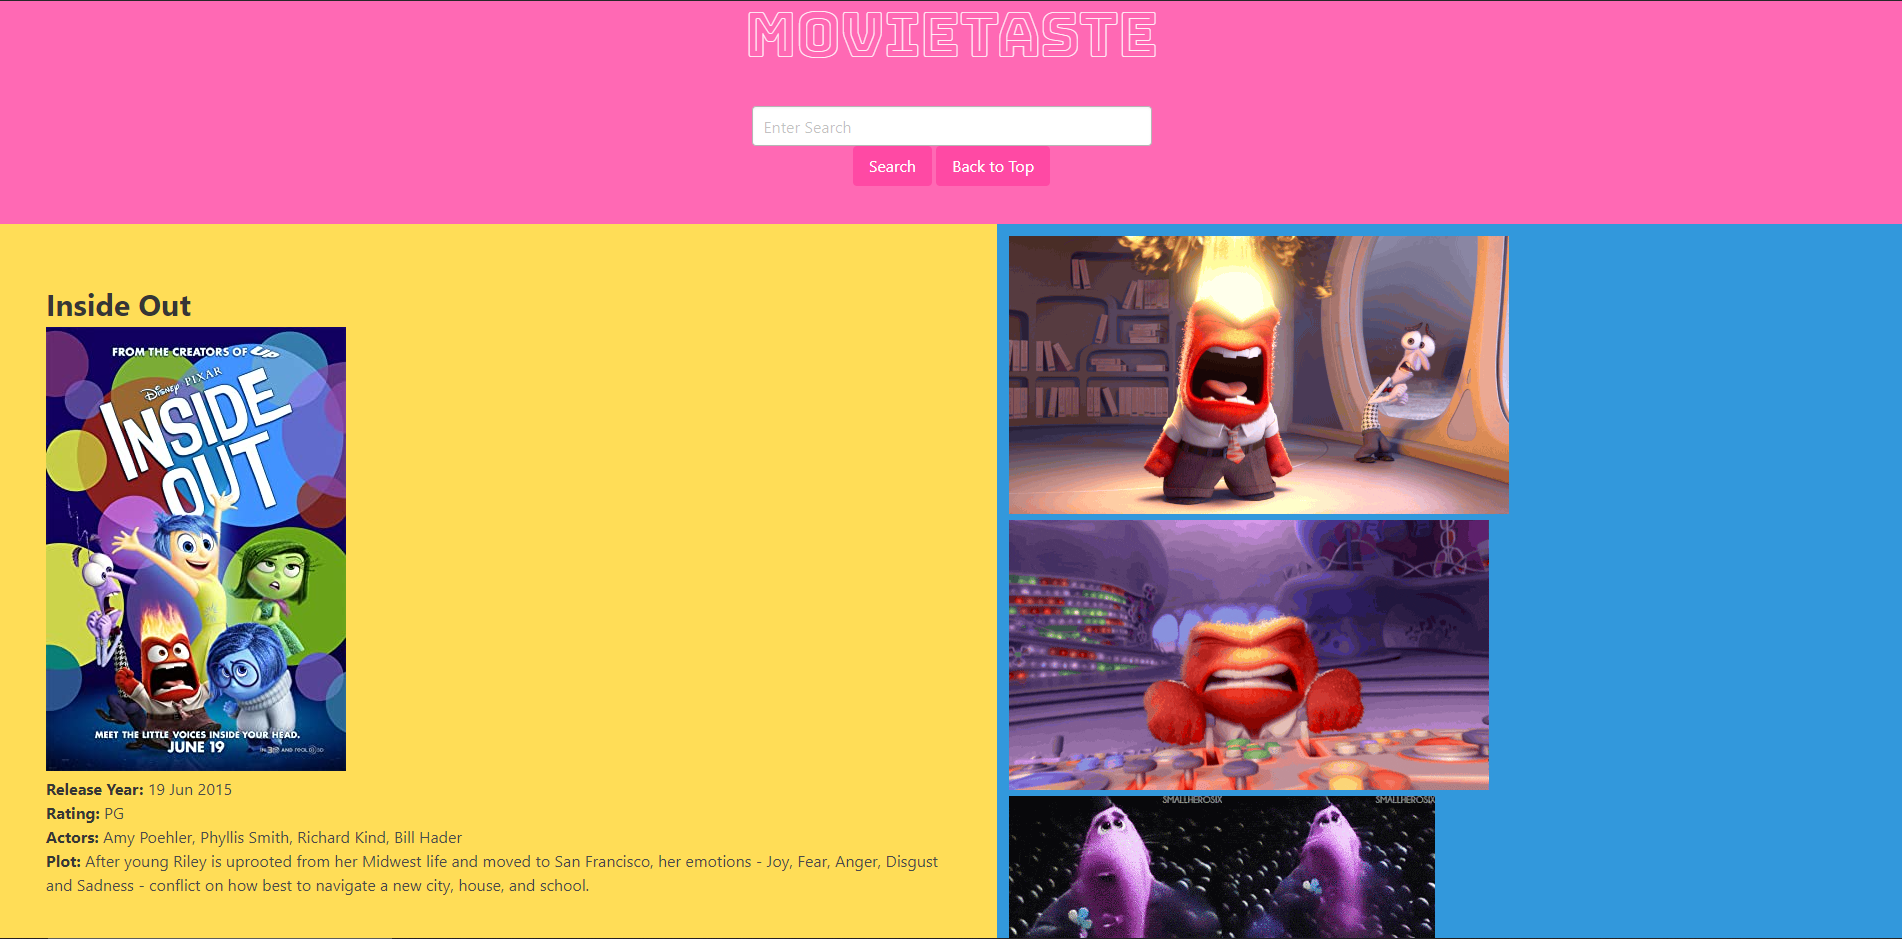 MOVIETASTE
Enter Search
Search
Back to Top
Inside Out
FROM THE CREATORS OF UP
DISNEY PIXAR
INSIDE
OUT
MEET THE LITTLE VOICES INSIDE YOUR HEAD.
JUNE 19
IN 3D AND REAL D 3D
Release Year: 19 Jun 2015
Rating: PG
Actors: Amy Poehler, Phyllis Smith, Richard Kind, Bill Hader
Plot: After young Riley is uprooted from her Midwest life and moved to San Francisco, her emotions - Joy, Fear, Anger, Disgust
and Sadness - conflict on how best to navigate a new city, house, and school.
SMALLHEROSIX
SMALLHEROSIX